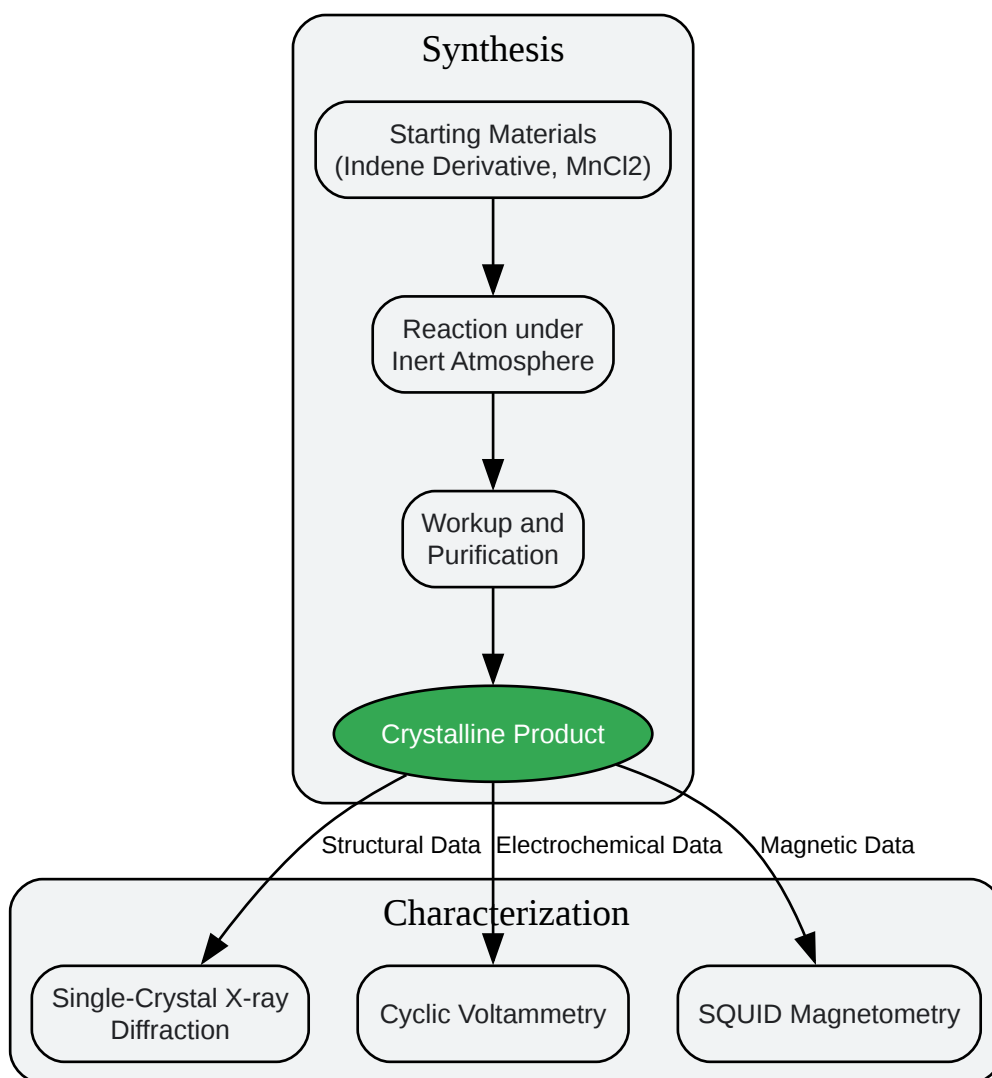 Synthesis
Starting Materials
(Indene Derivative, MnCl2)
Reaction under
Inert Atmosphere
Workup and
Purification
Crystalline Product
Structural Data
Electrochemical Data
Magnetic Data
Characterization
Single-Crystal X-ray
Diffraction
Cyclic Voltammetry
SQUID Magnetometry